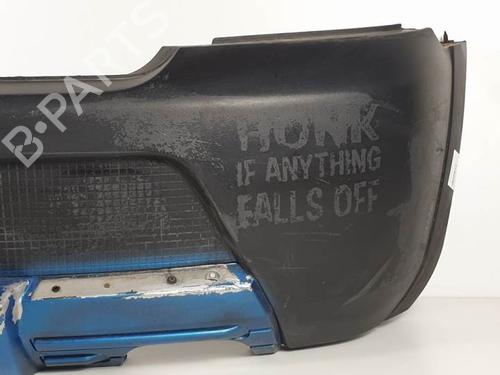 B-PARTS
HONK
IF ANYTHING
FALLS OFF